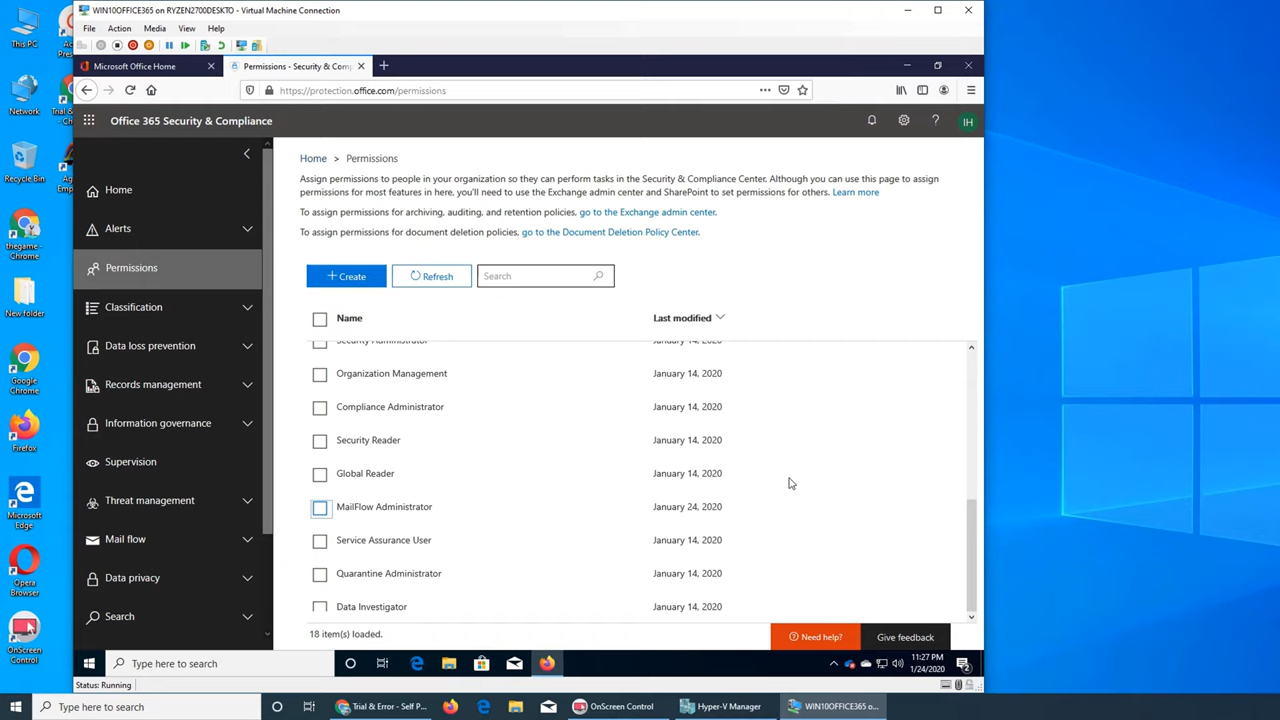 This PC
Network
Recycle Bin
thegame -
Chrome
New folder
Google
Chrome
Firefox
Microsoft
Edge
Opera
Browser
OnScreen
Control
WIN10OFFICE365 on RYZEN2700DESKTO - Virtual Machine Connection
File Action Media View Help
Microsoft Office Home
Permissions - Security & Comp
https://protection.office.com/permissions
Office 365 Security & Compliance
IH
Home
Alerts
Permissions
Classification
Data loss prevention
Records management
Information governance
Supervision
Threat management
Mail flow
Data privacy
Search
Home > Permissions
Assign permissions to people in your organization so they can perform tasks in the Security & Compliance Center. Although you can use this page to assign
permissions for most features in here, you'll need to use the Exchange admin center and SharePoint to set permissions for others. Learn more
To assign permissions for archiving, auditing, and retention policies, go to the Exchange admin center.
To assign permissions for document deletion policies, go to the Document Deletion Policy Center.
+ Create Refresh Search
Name Last modified
Security Administrator January 14, 2020
Organization Management January 14, 2020
Compliance Administrator January 14, 2020
Security Reader January 14, 2020
Global Reader January 14, 2020
MailFlow Administrator January 24, 2020
Service Assurance User January 14, 2020
Quarantine Administrator January 14, 2020
Data Investigator January 14, 2020
18 item(s) loaded.
Need help? Give feedback
Type here to search
11:27 PM
1/24/2020
2
Status: Running
Type here to search
Trial & Error - Self P...
OnScreen Control
Hyper-V Manager
WIN10OFFICE365 o...